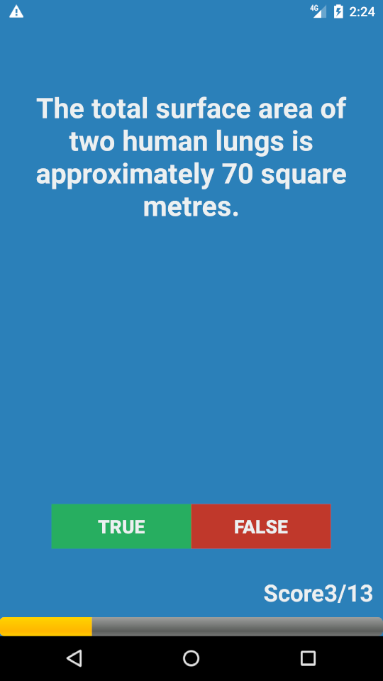 4G 2:24
The total surface area of
two human lungs is
approximately 70 square
metres.
TRUE FALSE
Score3/13